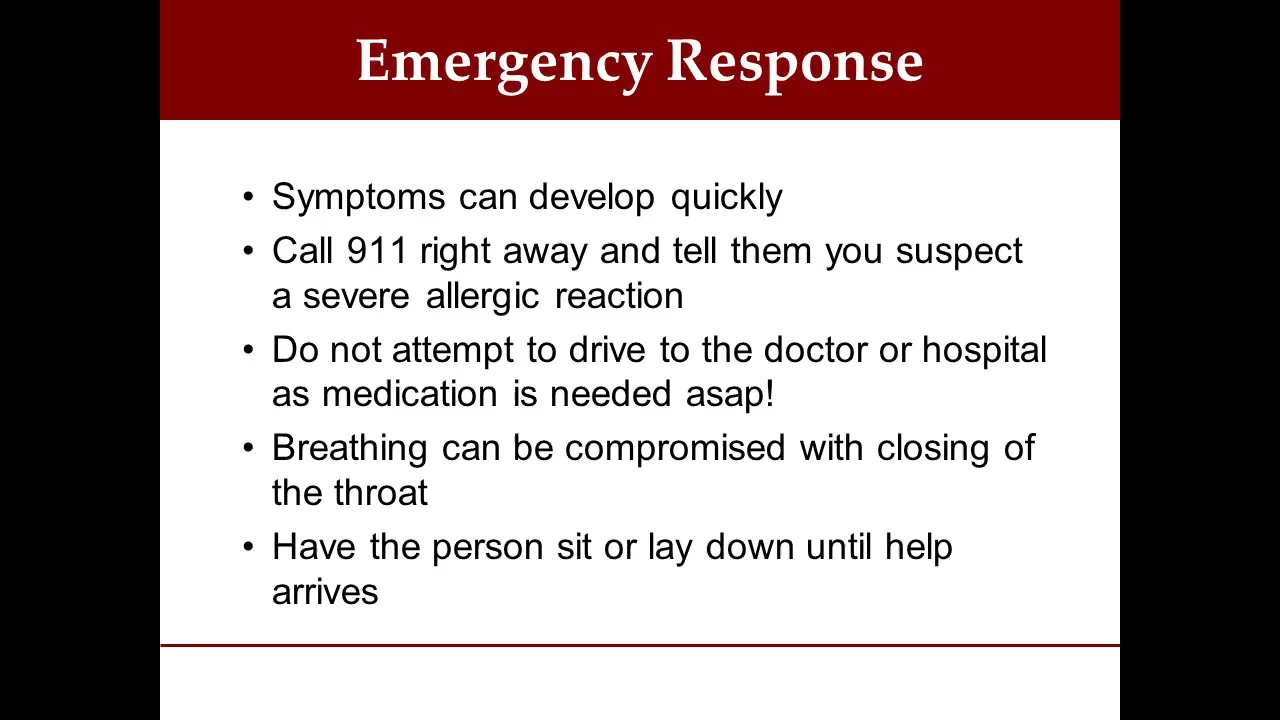 Emergency Response
• Symptoms can develop quickly
• Call 911 right away and tell them you suspect
a severe allergic reaction
• Do not attempt to drive to the doctor or hospital
as medication is needed asap!
• Breathing can be compromised with closing of
the throat
• Have the person sit or lay down until help
arrives